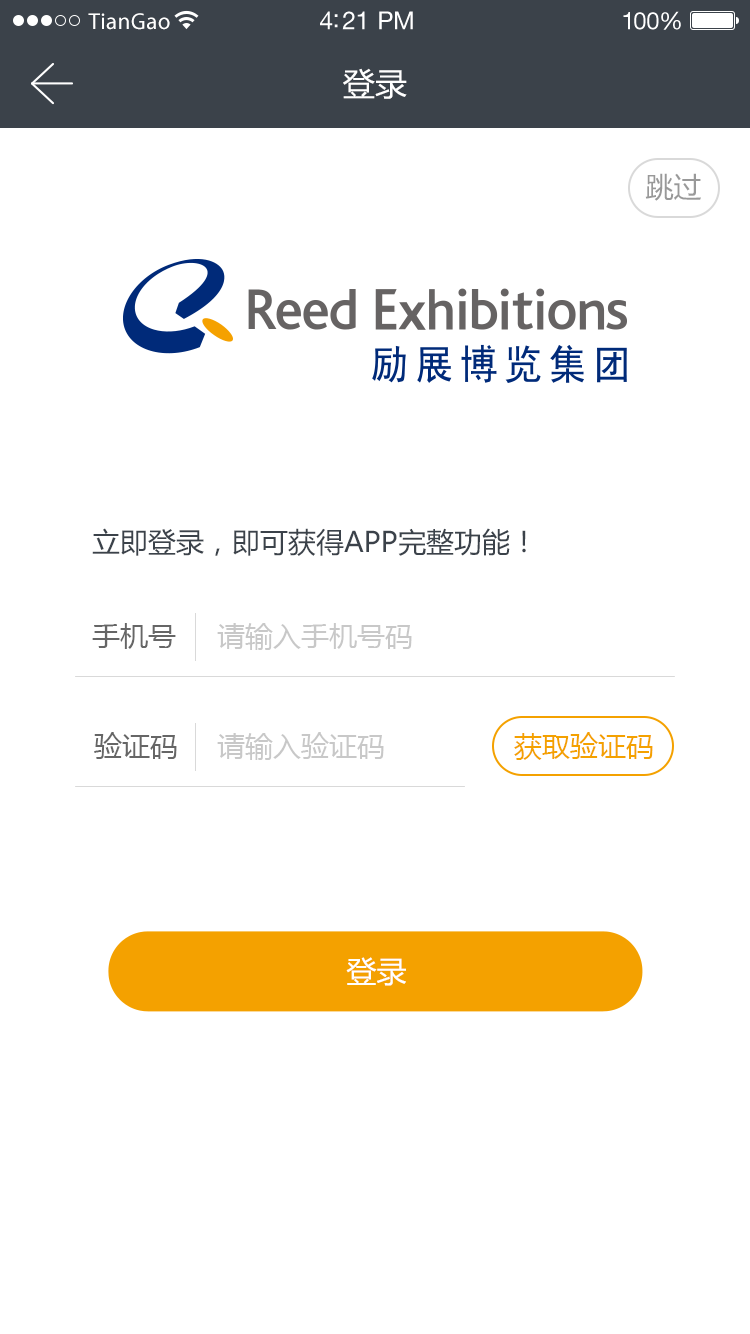 TianGao 4:21 PM 100%
登录
跳过
Reed Exhibitions
励展博览集团
立即登录，即可获得APP完整功能！
手机号 请输入手机号码
验证码 请输入验证码 获取验证码
登录